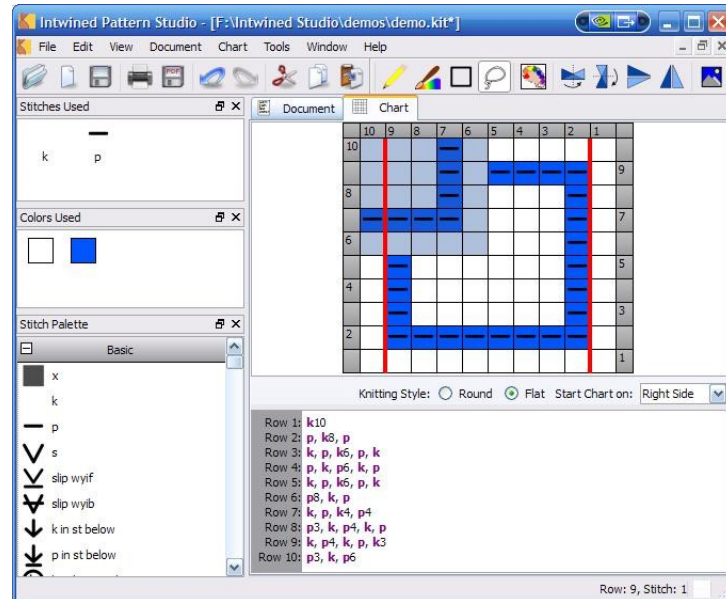 Intwined Pattern Studio - [F:\Intwined Studio\demos\demo.kit*]
File Edit View Document Chart Tools Window Help
PDF
Stitches Used
k p
Colors Used
Stitch Palette
Basic
x
k
p
s
slip wyif
slip wyib
k in st below
p in st below
Document Chart
10 9 8 7 6 5 4 3 2 1
10
9
8
7
6
5
4
3
2
1
Knitting Style: Round Flat Start Chart on: Right Side
Row 1: k10
Row 2: p, k8, p
Row 3: k, p, k6, p, k
Row 4: p, k, p6, k, p
Row 5: k, p, k6, p, k
Row 6: p8, k, p
Row 7: k, p, k4, p4
Row 8: p3, k, p4, k, p
Row 9: k, p4, k, p, k3
Row 10: p3, k, p6
Row: 9, Stitch: 1